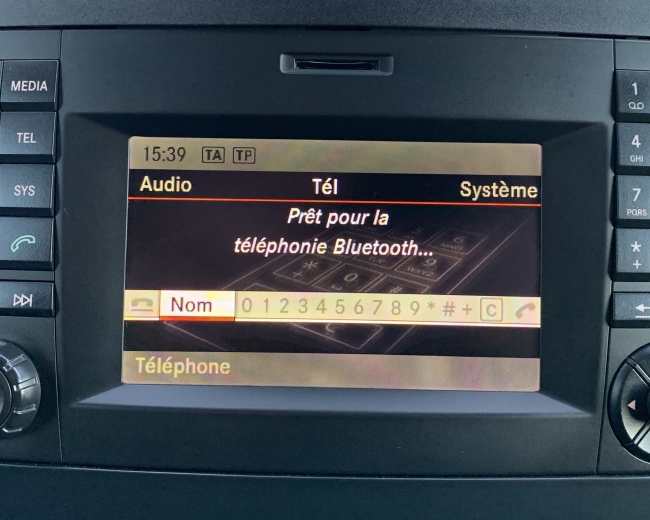 MEDIA
TEL
SYS
15:39 TA TP
Audio Tél Système
Prêt pour la
téléphonie Bluetooth...
Nom 0 1 2 3 4 5 6 7 8 9 * # + C
Téléphone
1
4
GHI
7
PQRS
*
+